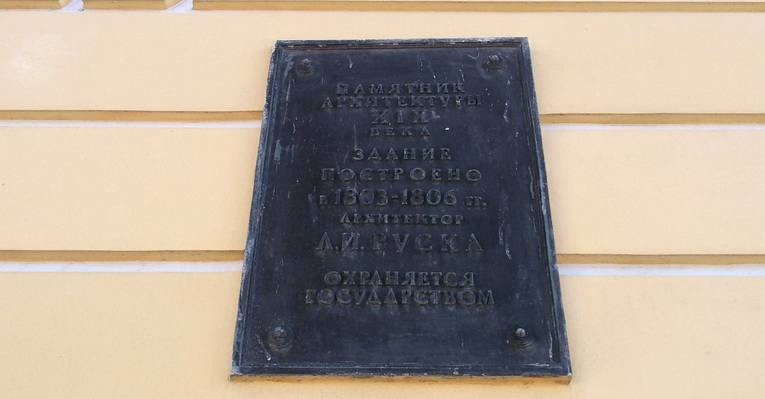 ПАМЯТНИК
АРХИТЕКТУРЫ
XIX
ВЕКА
ЗДАНИЕ
ПОСТРОЕНО
в 1803-1806 гг.
АРХИТЕКТОР
Л.И. РУСКА
ОХРАНЯЕТСЯ
ГОСУДАРСТВОМ